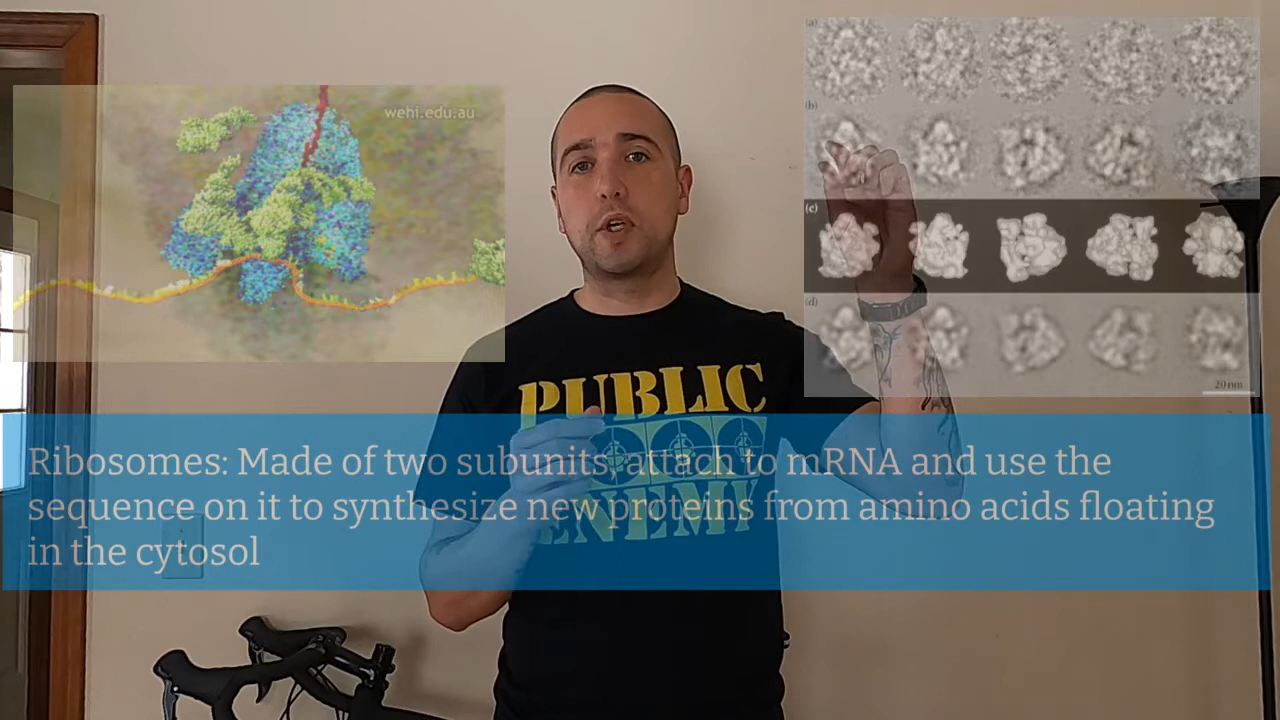 wehi.edu.au
(a)
(b)
(c)
(d)
20 nm
PUBLIC
ENEMY
Ribosomes: Made of two subunits, attach to mRNA and use the
sequence on it to synthesize new proteins from amino acids floating
in the cytosol